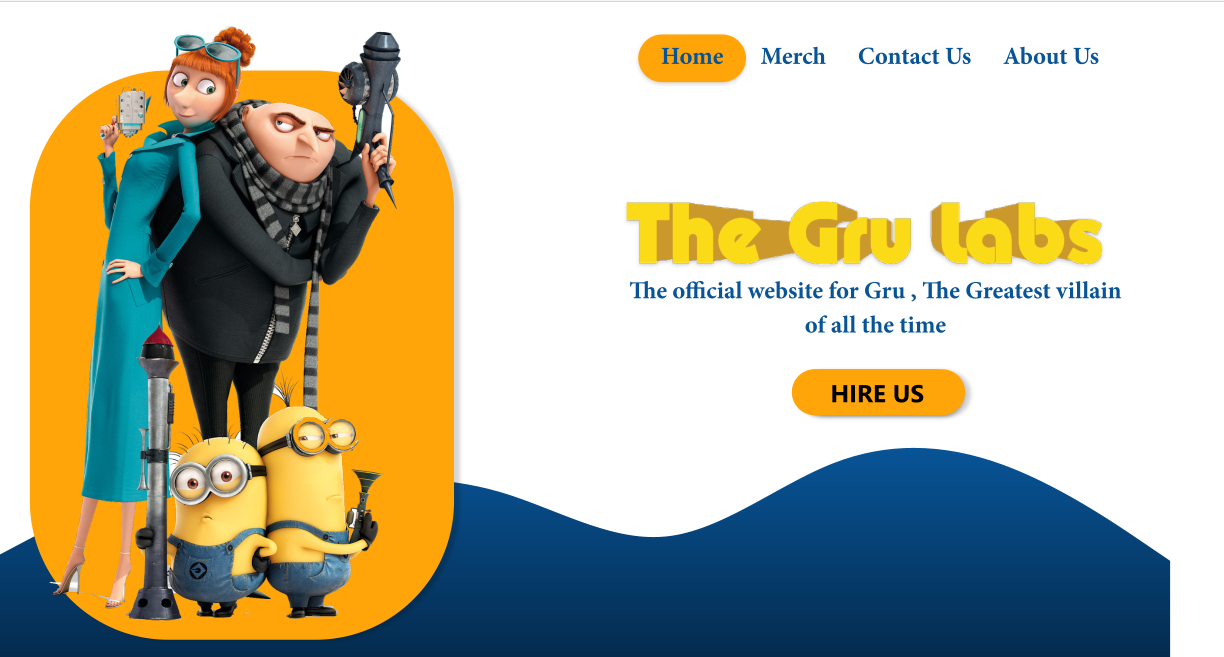 Home Merch Contact Us About Us
The Gru Labs
The official website for Gru , The Greatest villain
of all the time
HIRE US